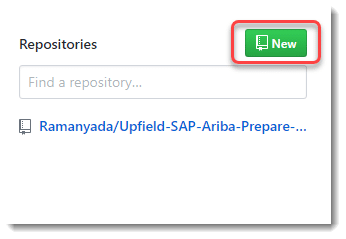 Repositories
New
Find a repository...
Ramanyada/Upfield-SAP-Ariba-Prepare-...